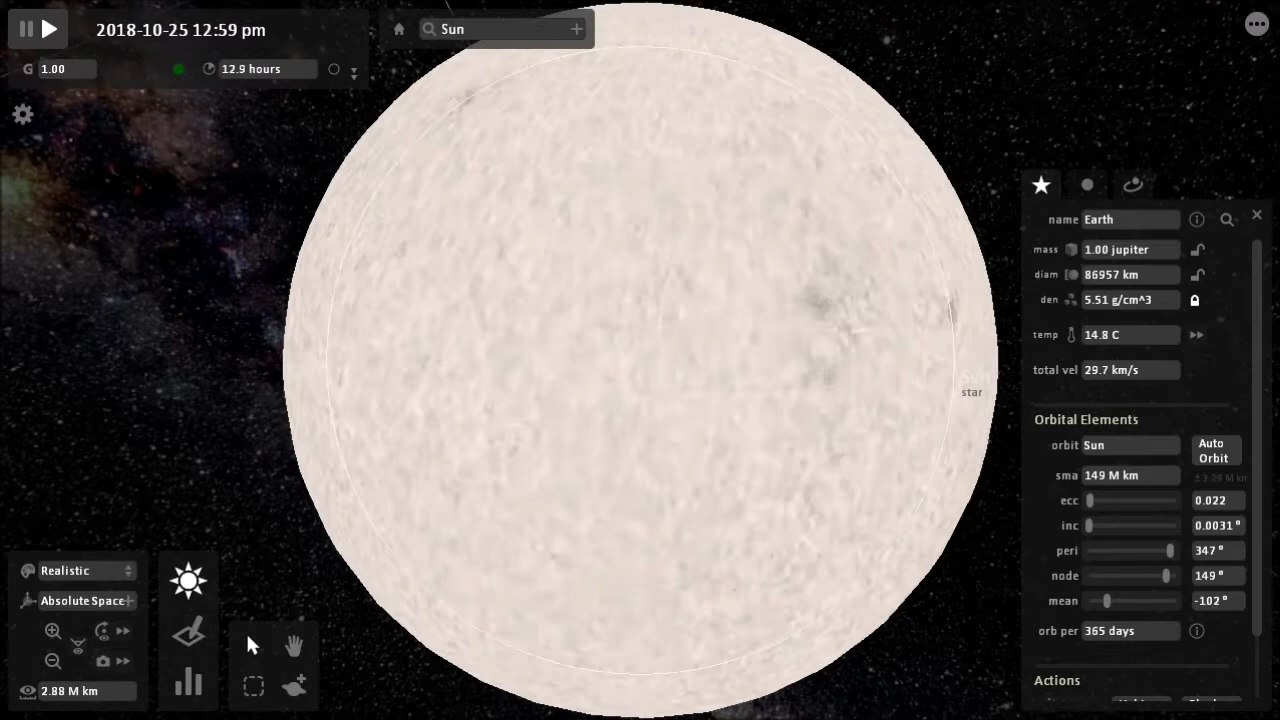 2018-10-25 12:59 pm
Sun
G 1.00
12.9 hours
name Earth
mass 1.00 jupiter
diam 86957 km
den 5.51 g/cm^3
temp 14.8 C
total vel 29.7 km/s
star
Orbital Elements
orbit Sun
Auto Orbit
sma 149 M km ±3.29 M km
ecc 0.022
inc 0.0031°
peri 347°
node 149°
mean -102°
orb per 365 days
Actions
Realistic
Absolute Space
2.88 M km